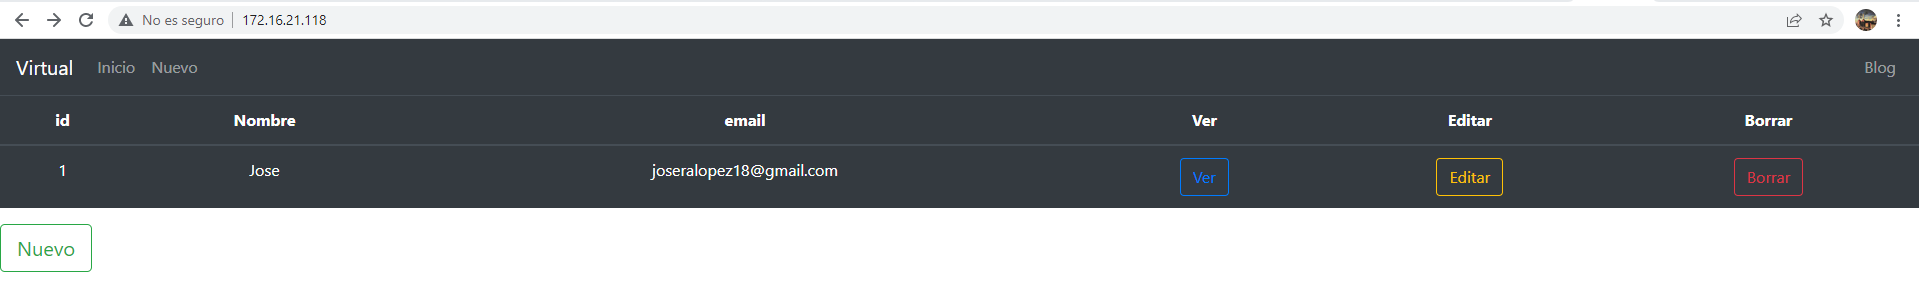 No es seguro 172.16.21.118
Virtual Inicio Nuevo Blog
id Nombre email Ver Editar Borrar
1 Jose joseralopez18@gmail.com Ver Editar Borrar
Nuevo